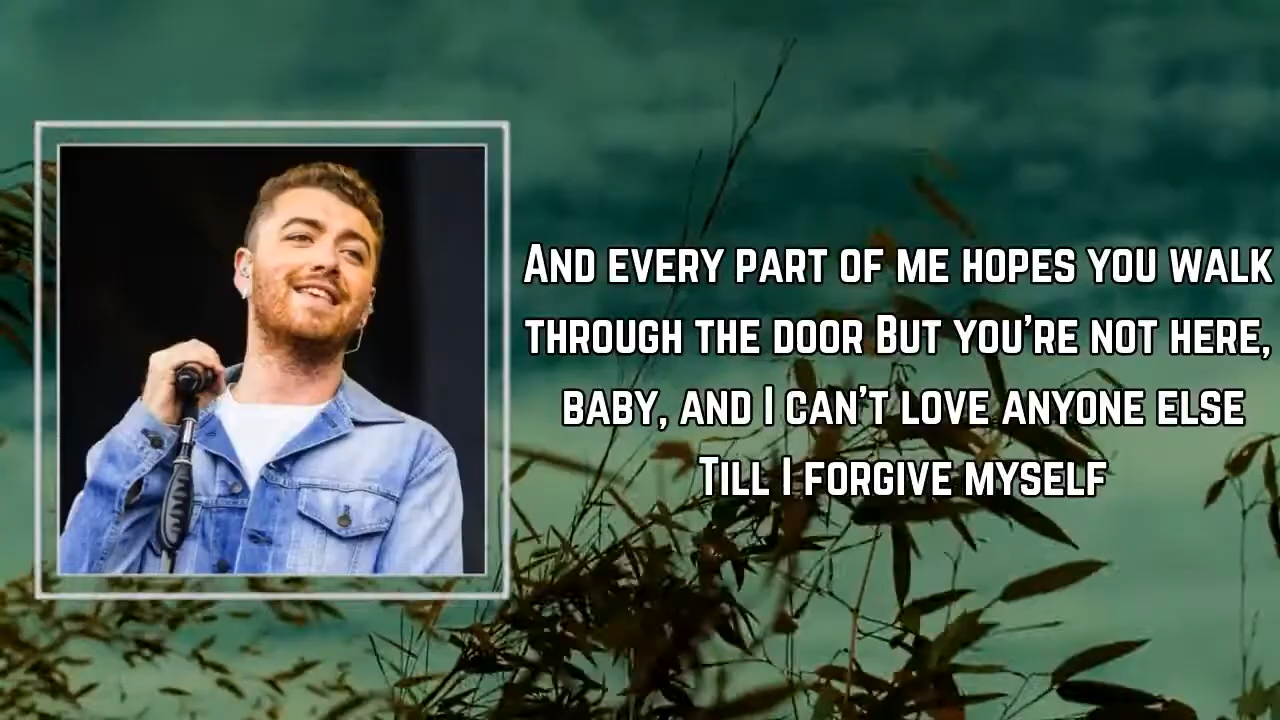 And every part of me hopes you walk
through the door But you're not here,
baby, and I can't love anyone else
Till I forgive myself